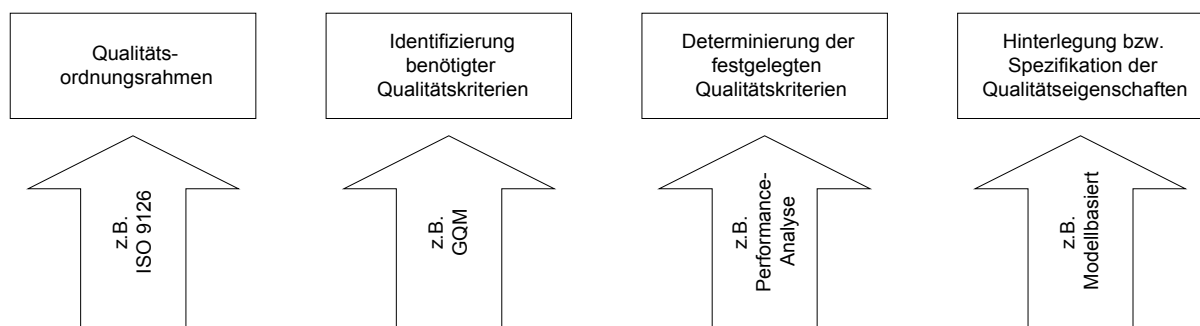 Qualitäts-
ordnungsrahmen
Identifizierung
benötigter
Qualitätskriterien
Determinierung der
festgelegten
Qualitätskriterien
Hinterlegung bzw.
Spezifikation der
Qualitätseigenschaften
z.B.
ISO 9126
z.B.
GQM
z.B.
Performance-
Analyse
z.B.
Modellbasiert